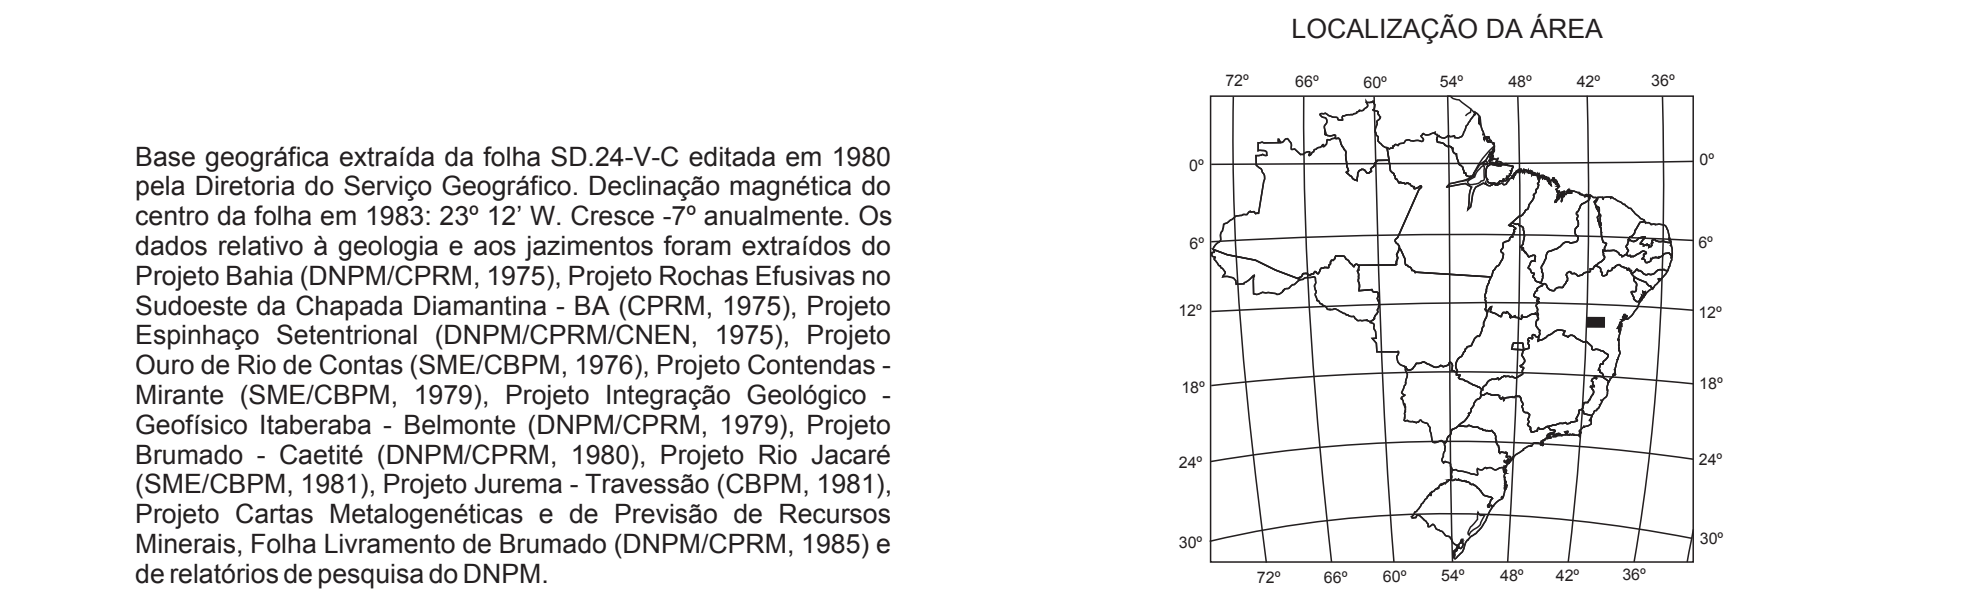 Base geográfica extraída da folha SD.24-V-C editada em 1980
pela Diretoria do Serviço Geográfico. Declinação magnética do
centro da folha em 1983: 23º 12’ W. Cresce -7º anualmente. Os
dados relativo à geologia e aos jazimentos foram extraídos do
Projeto Bahia (DNPM/CPRM, 1975), Projeto Rochas Efusivas no
Sudoeste da Chapada Diamantina - BA (CPRM, 1975), Projeto
Espinhaço Setentrional (DNPM/CPRM/CNEN, 1975), Projeto
Ouro de Rio de Contas (SME/CBPM, 1976), Projeto Contendas -
Mirante (SME/CBPM, 1979), Projeto Integração Geológico -
Geofísico Itaberaba - Belmonte (DNPM/CPRM, 1979), Projeto
Brumado - Caetité (DNPM/CPRM, 1980), Projeto Rio Jacaré
(SME/CBPM, 1981), Projeto Jurema - Travessão (CBPM, 1981),
Projeto Cartas Metalogenéticas e de Previsão de Recursos
Minerais, Folha Livramento de Brumado (DNPM/CPRM, 1985) e
de relatórios de pesquisa do DNPM.
LOCALIZAÇÃO DA ÁREA
72º 66º 60º 54º 48º 42º 36º
0º 0º
6º 6º
12º 12º
18º 18º
24º 24º
30º 30º
72º 66º 60º 54º 48º 42º 36º